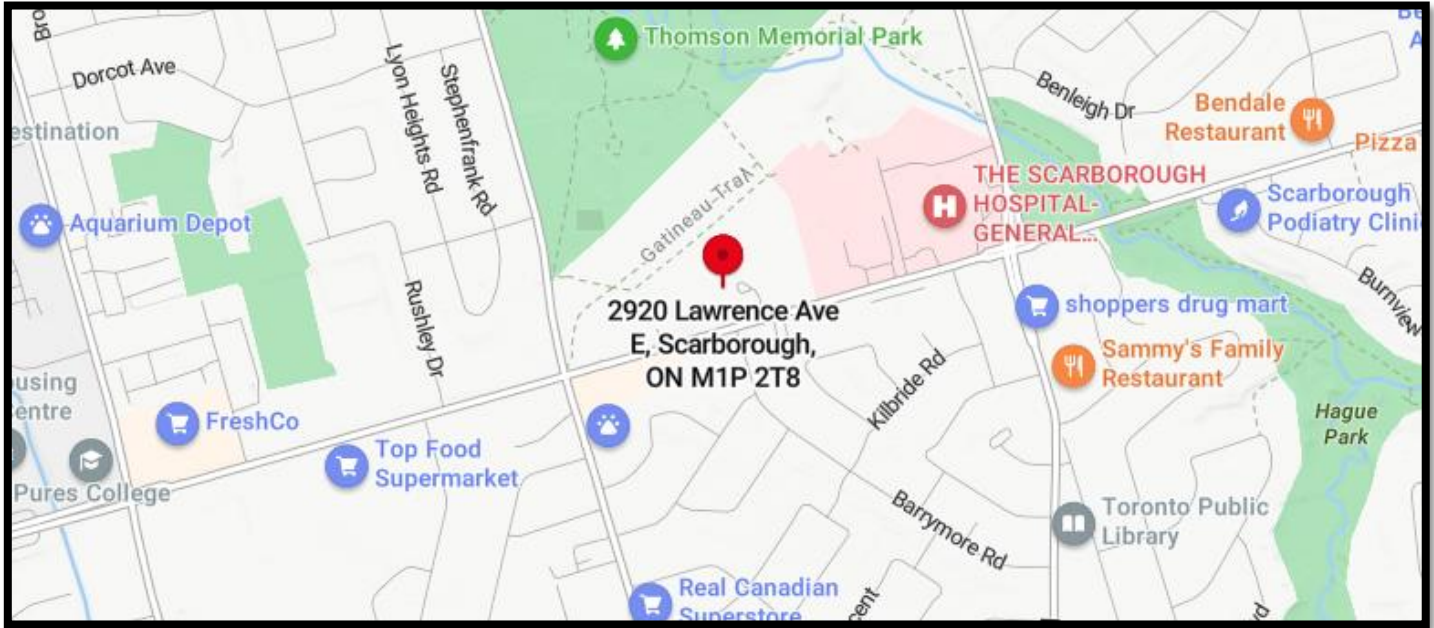 Bro
Dorcot Ave
estination
Aquarium Depot
Lyon Heights Rd
Stephenfrank Rd
Thomson Memorial Park
Gatineau Trail
Benleigh Dr
Bendale
Restaurant
Pizza
THE SCARBOROUGH
HOSPITAL-
GENERAL...
Scarborough
Podiatry Clini
Burnview
Rushley Dr
2920 Lawrence Ave
E, Scarborough,
ON M1P 2T8
shoppers drug mart
Sammy's Family
Restaurant
Kilbride Rd
Hague
Park
using
entre
FreshCo
Top Food
Supermarket
Pures College
Barrymore Rd
Toronto Public
Library
Real Canadian
Superstore
cent